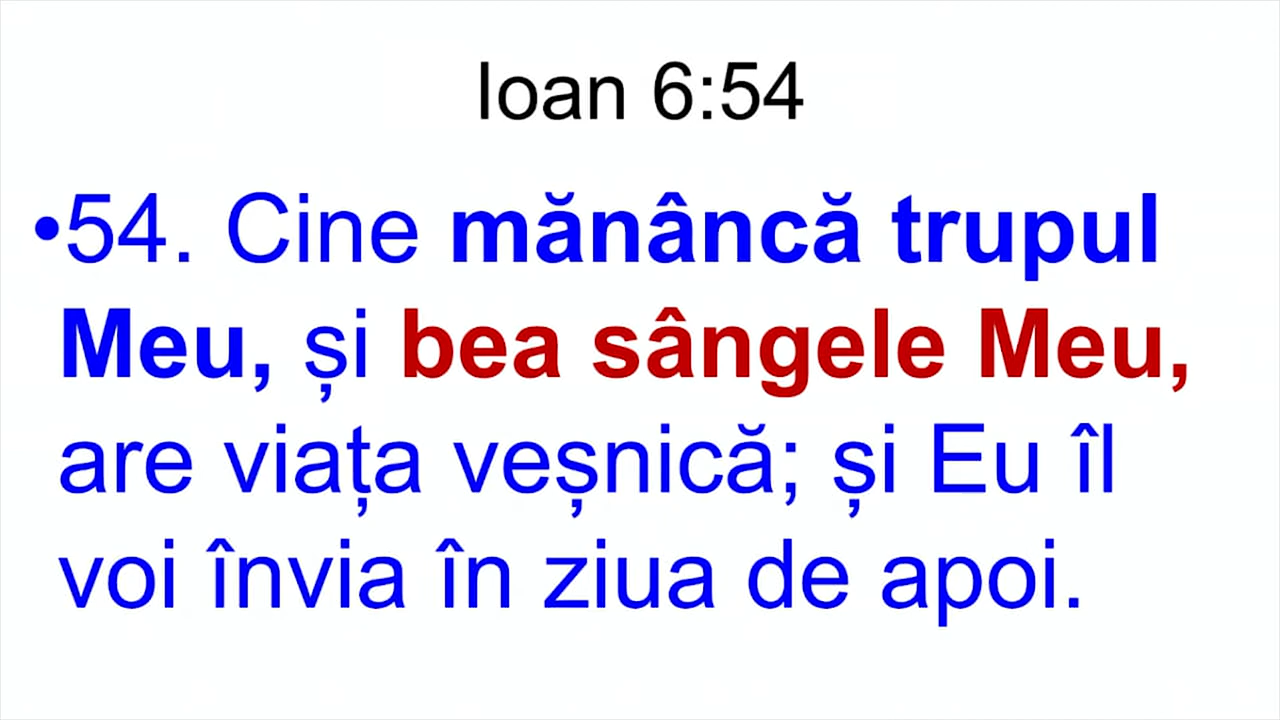 Ioan 6:54
•54. Cine mănâncă trupul
Meu, și bea sângele Meu,
are viața veșnică; și Eu îl
voi învia în ziua de apoi.